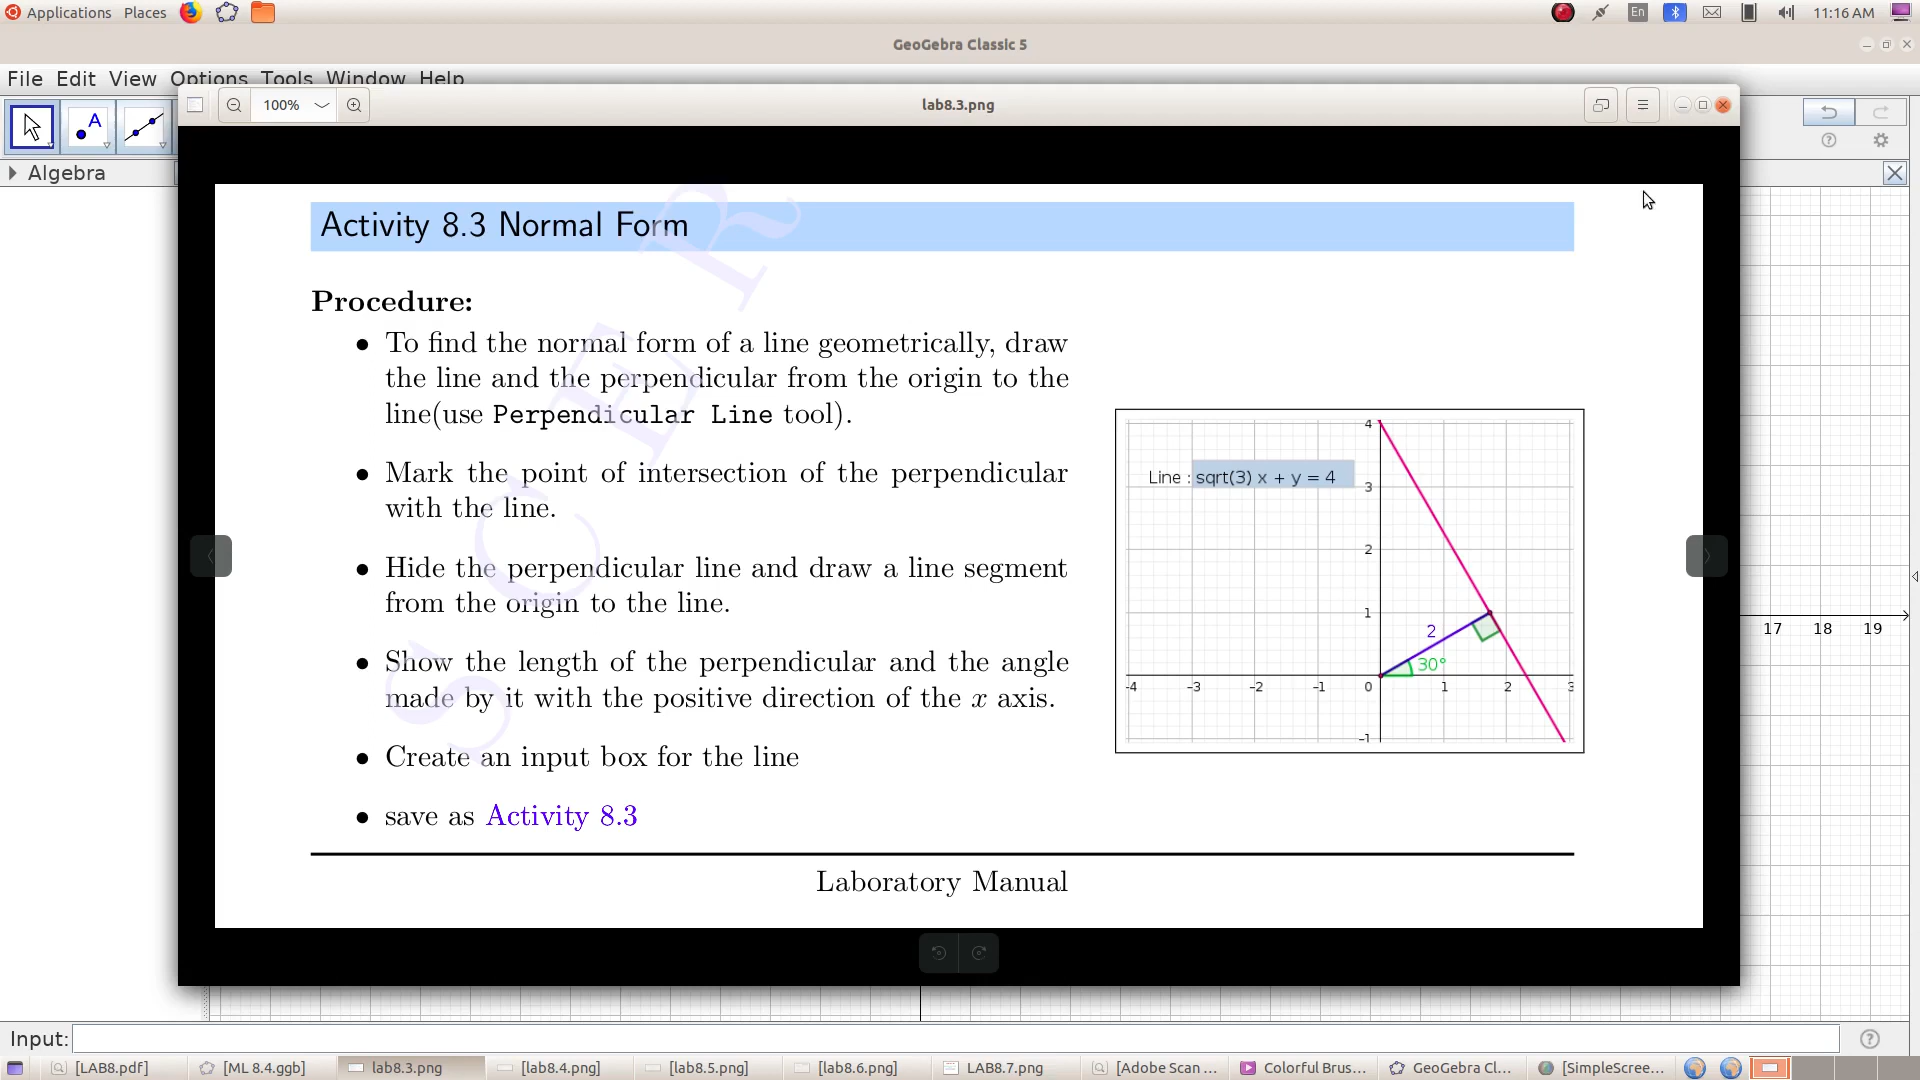 Applications Places En 11:16 AM
GeoGebra Classic 5
File Edit View Options Tools Window Help
100% lab8.3.png
A
Algebra
Activity 8.3 Normal Form
Procedure:
• To find the normal form of a line geometrically, draw
the line and the perpendicular from the origin to the
line(use Perpendicular Line tool).
• Mark the point of intersection of the perpendicular
with the line.
• Hide the perpendicular line and draw a line segment
from the origin to the line.
• Show the length of the perpendicular and the angle
made by it with the positive direction of the x axis.
• Create an input box for the line
• save as Activity 8.3
SCER
4
Line : sqrt(3) x + y = 4
3
2
1
2
30°
-4 -3 -2 -1 0 1 2 3
-1
17 18 19
Laboratory Manual
Input:
[LAB8.pdf] [ML 8.4.ggb] lab8.3.png [lab8.4.png] [lab8.5.png] [lab8.6.png] LAB8.7.png [Adobe Scan ... Colorful Brus... GeoGebra Cl... [SimpleScree...